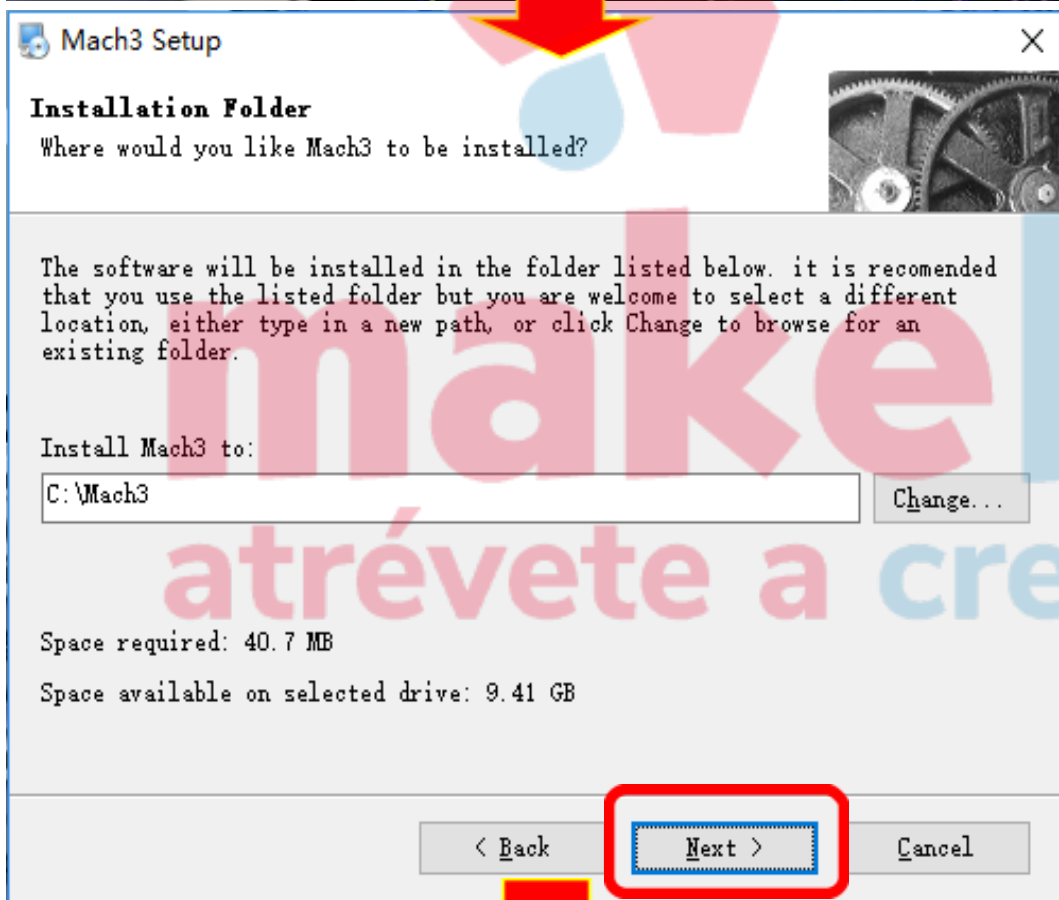 Mach3 Setup
Installation Folder
Where would you like Mach3 to be installed?
The software will be installed in the folder listed below. it is recomended
that you use the listed folder but you are welcome to select a different
location, either type in a new path, or click Change to browse for an
existing folder.
Install Mach3 to:
C:\Mach3
Change...
make
atrévete a cre
Space required: 40.7 MB
Space available on selected drive: 9.41 GB
< Back
Next >
Cancel